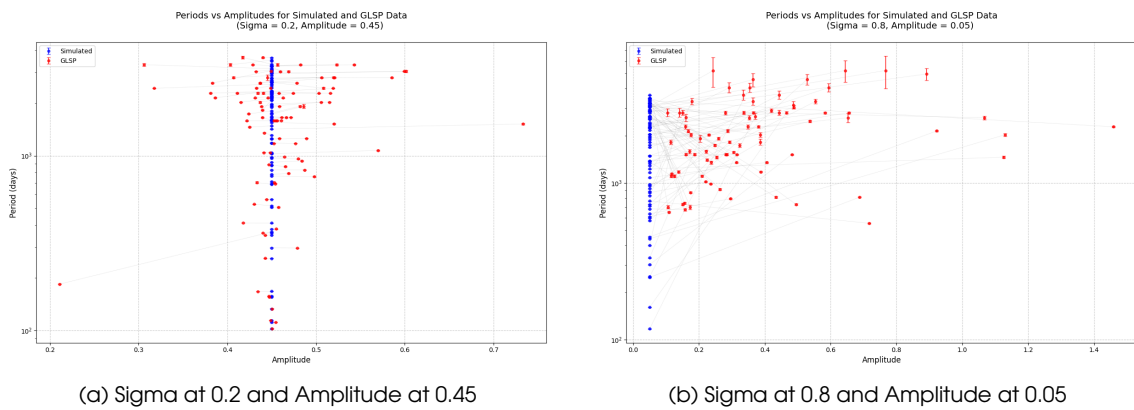 Periods vs Amplitudes for Simulated and GLSP Data
(Sigma = 0.2, Amplitude = 0.45)
Simulated
GLSP
Period (days)
10³
10²
0.2 0.3 0.4 0.5 0.6 0.7
Amplitude
(a) Sigma at 0.2 and Amplitude at 0.45
Periods vs Amplitudes for Simulated and GLSP Data
(Sigma = 0.8, Amplitude = 0.05)
Simulated
GLSP
Period (days)
10³
10²
0.0 0.2 0.4 0.6 0.8 1.0 1.2 1.4
Amplitude
(b) Sigma at 0.8 and Amplitude at 0.05